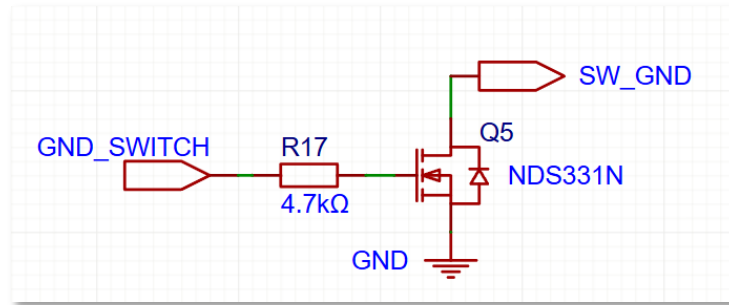 SW_GND
GND_SWITCH
R17
4.7kΩ
Q5
NDS331N
GND